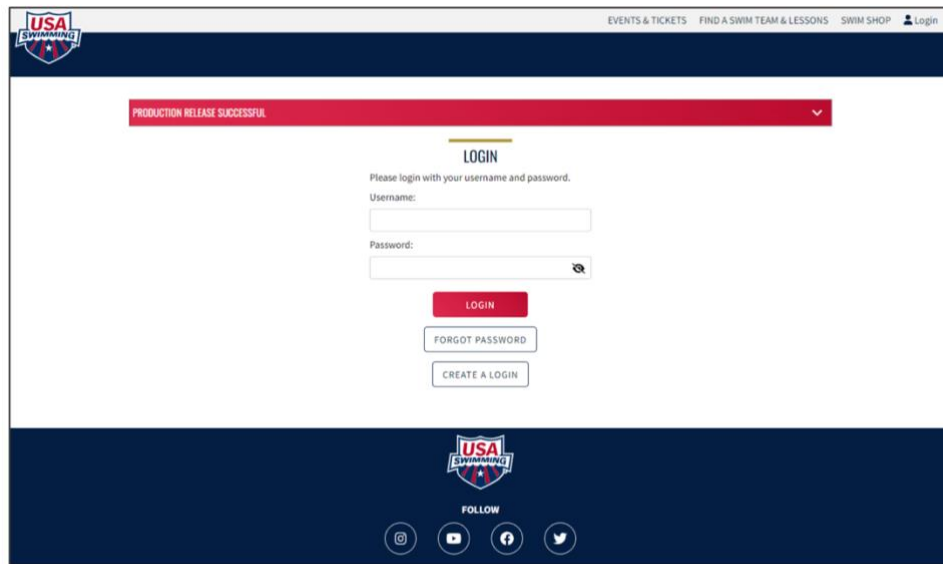 EVENTS & TICKETS FIND A SWIM TEAM & LESSONS SWIM SHOP Login
USA
SWIMMING
PRODUCTION RELEASE SUCCESSFUL
LOGIN
Please login with your username and password.
Username:
Password:
LOGIN
FORGOT PASSWORD
CREATE A LOGIN
USA
SWIMMING
FOLLOW